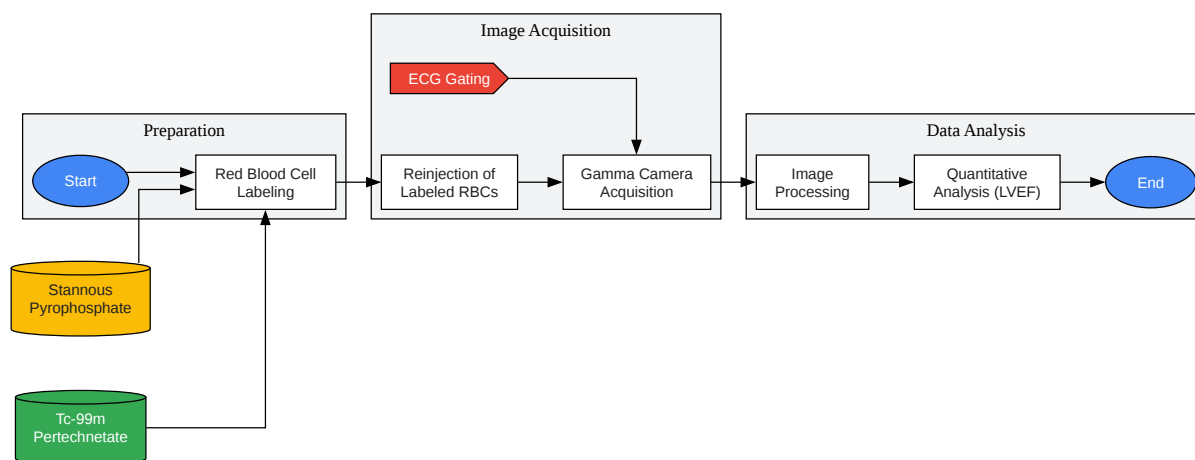 Image Acquisition
ECG Gating
Preparation
Data Analysis
Start
Red Blood Cell
Labeling
Reinjection of
Labeled RBCs
Gamma Camera
Acquisition
Image
Processing
Quantitative
Analysis (LVEF)
End
Stannous
Pyrophosphate
Tc-99m
Pertechnetate